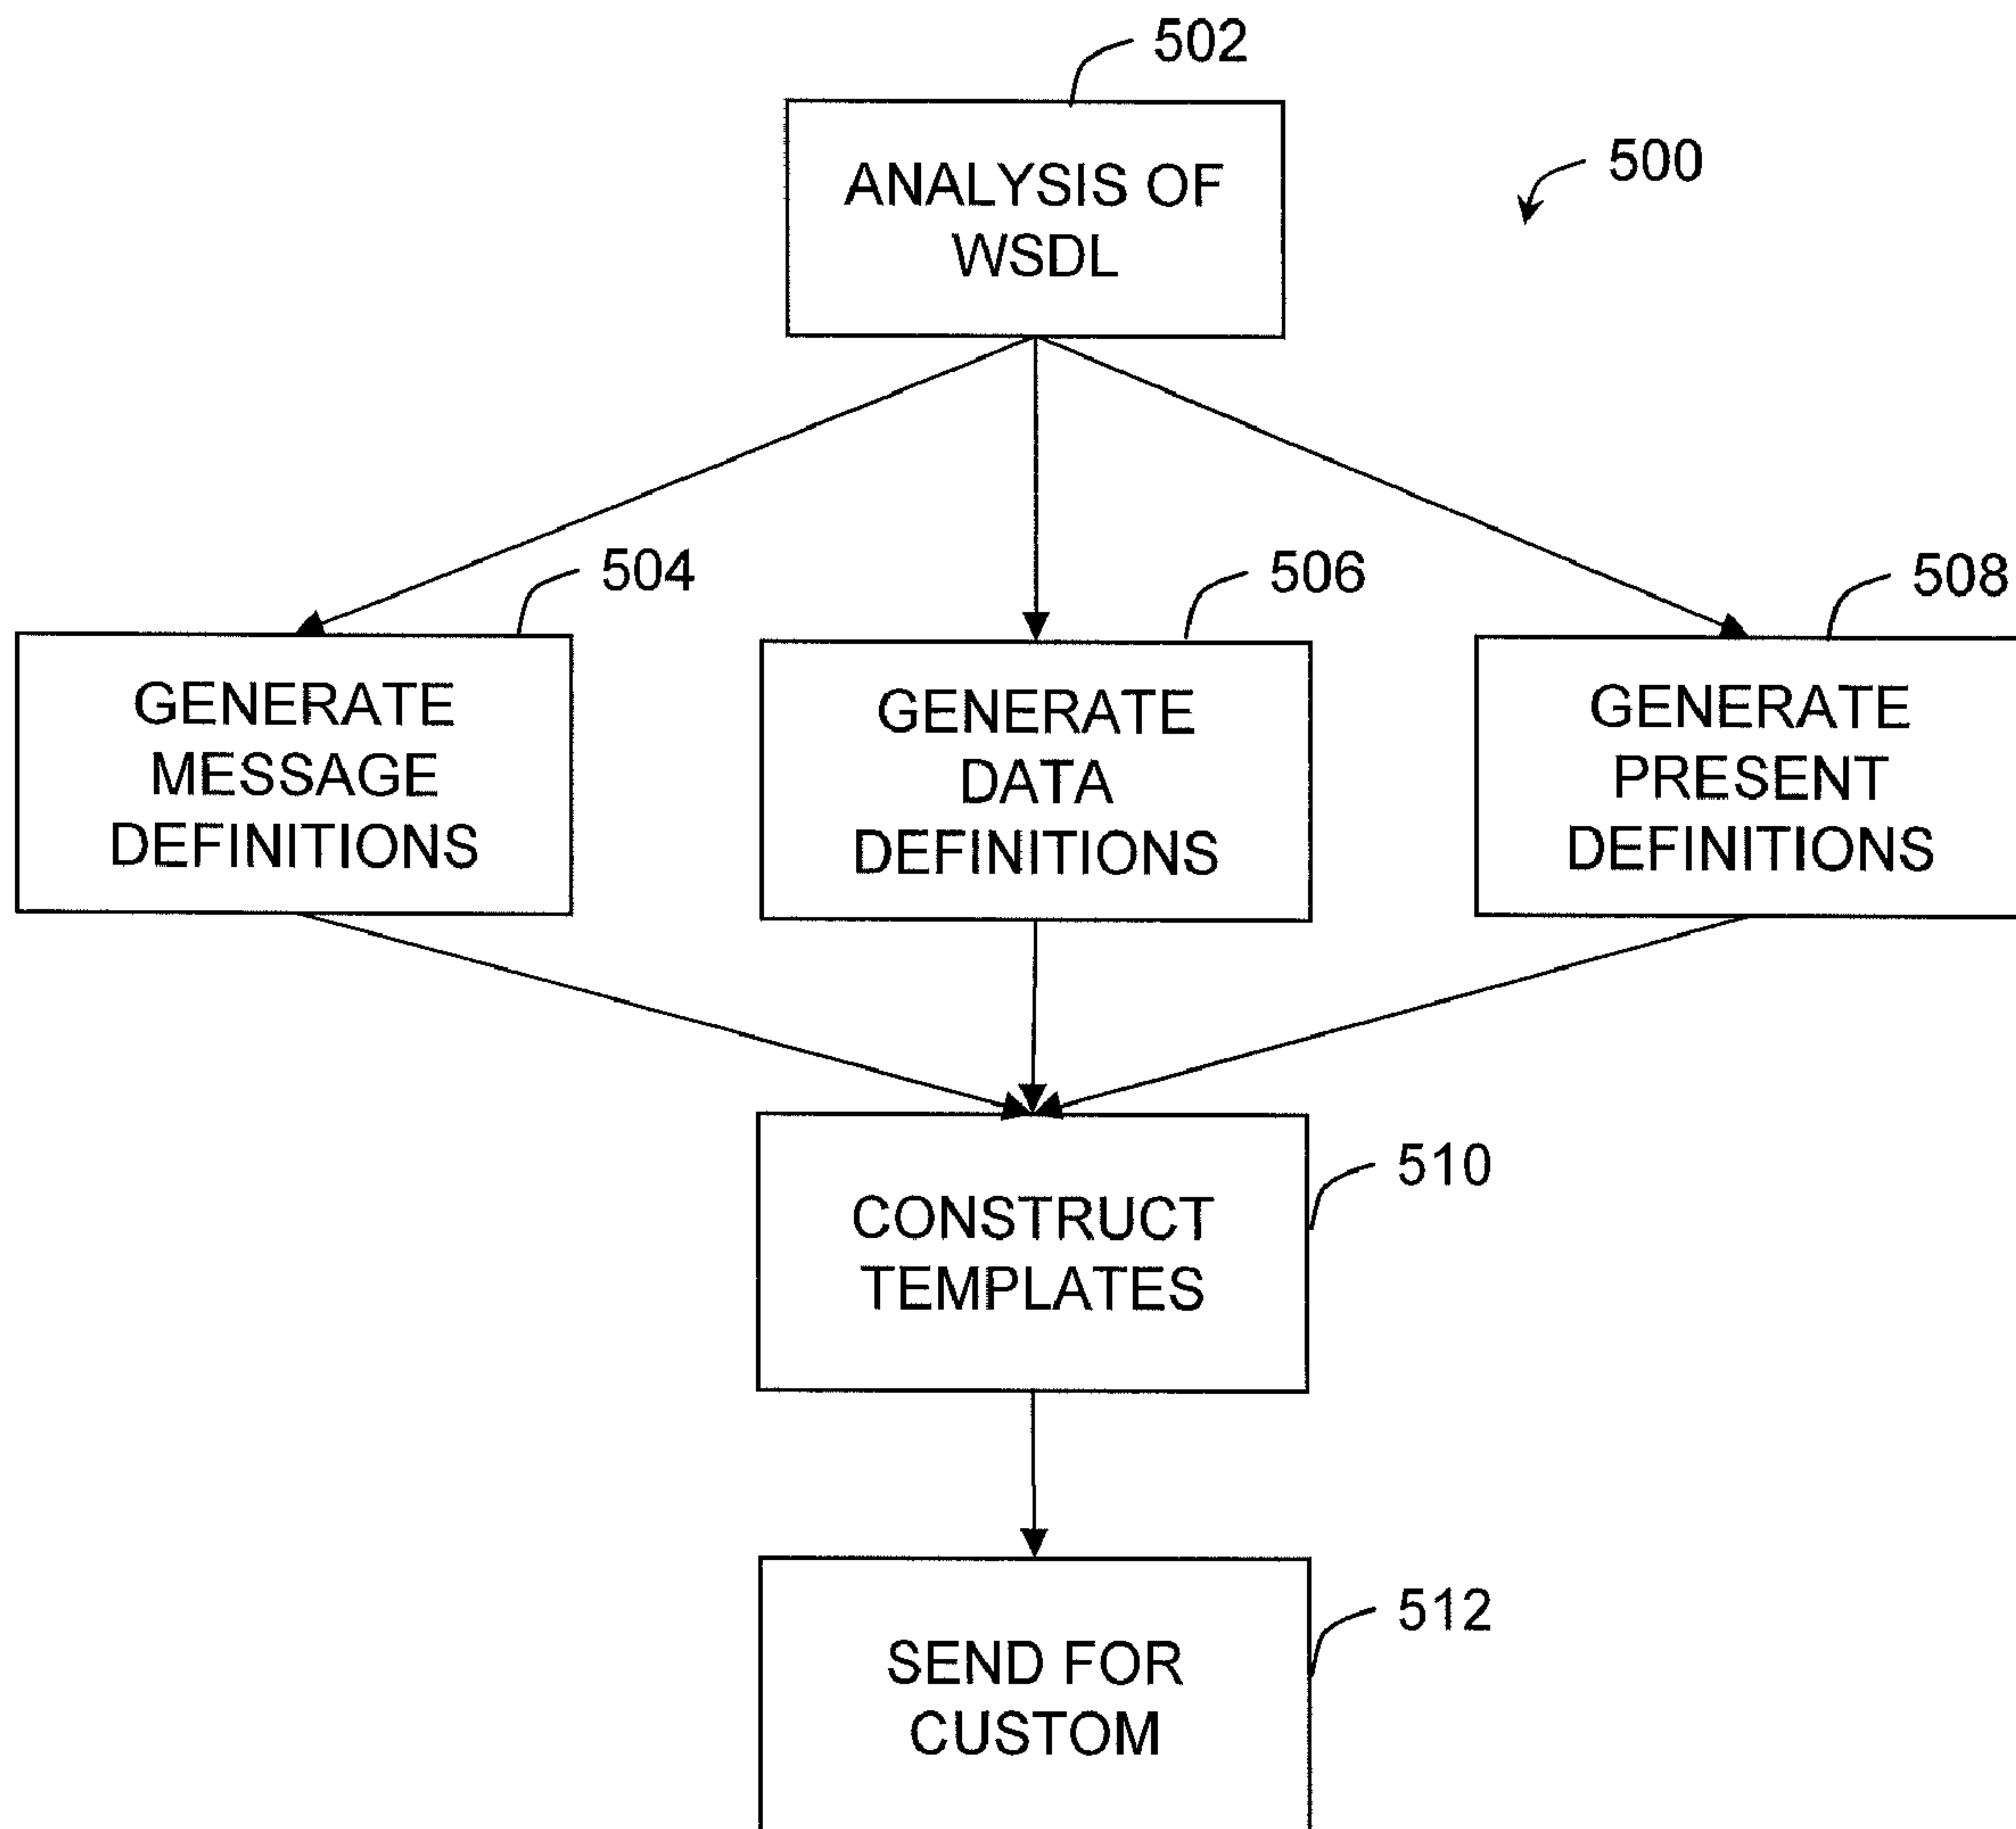 502
ANALYSIS OF
WSDL
500
504
GENERATE
MESSAGE
DEFINITIONS
506
GENERATE
DATA
DEFINITIONS
508
GENERATE
PRESENT
DEFINITIONS
510
CONSTRUCT
TEMPLATES
512
SEND FOR
CUSTOM